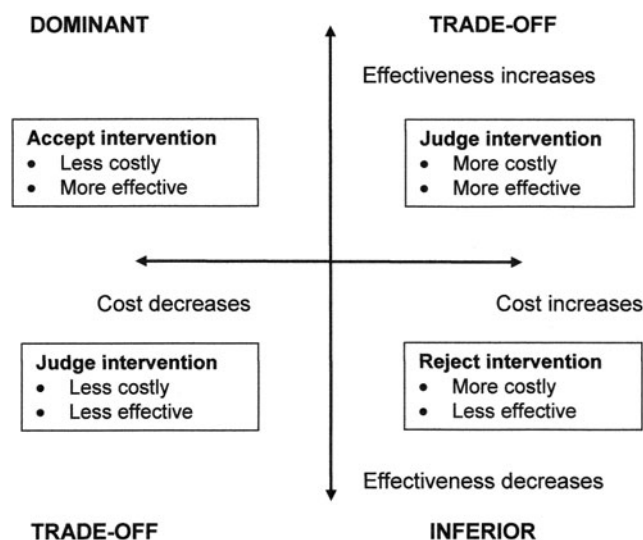 DOMINANT
TRADE-OFF
Effectiveness increases
Accept intervention
• Less costly
• More effective
Judge intervention
• More costly
• More effective
Cost decreases
Cost increases
Judge intervention
• Less costly
• Less effective
Reject intervention
• More costly
• Less effective
Effectiveness decreases
TRADE-OFF
INFERIOR